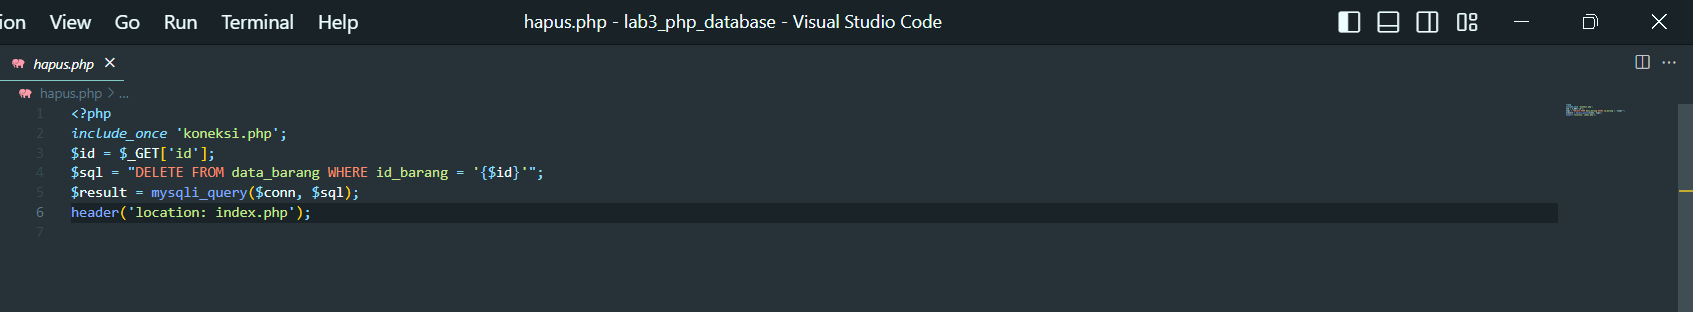 ion View Go Run Terminal Help hapus.php - lab3_php_database - Visual Studio Code
hapus.php
hapus.php > ...
1 <?php
2 include_once 'koneksi.php';
3 $id = $_GET['id'];
4 $sql = "DELETE FROM data_barang WHERE id_barang = '{$id}'";
5 $result = mysqli_query($conn, $sql);
6 header('location: index.php');
7